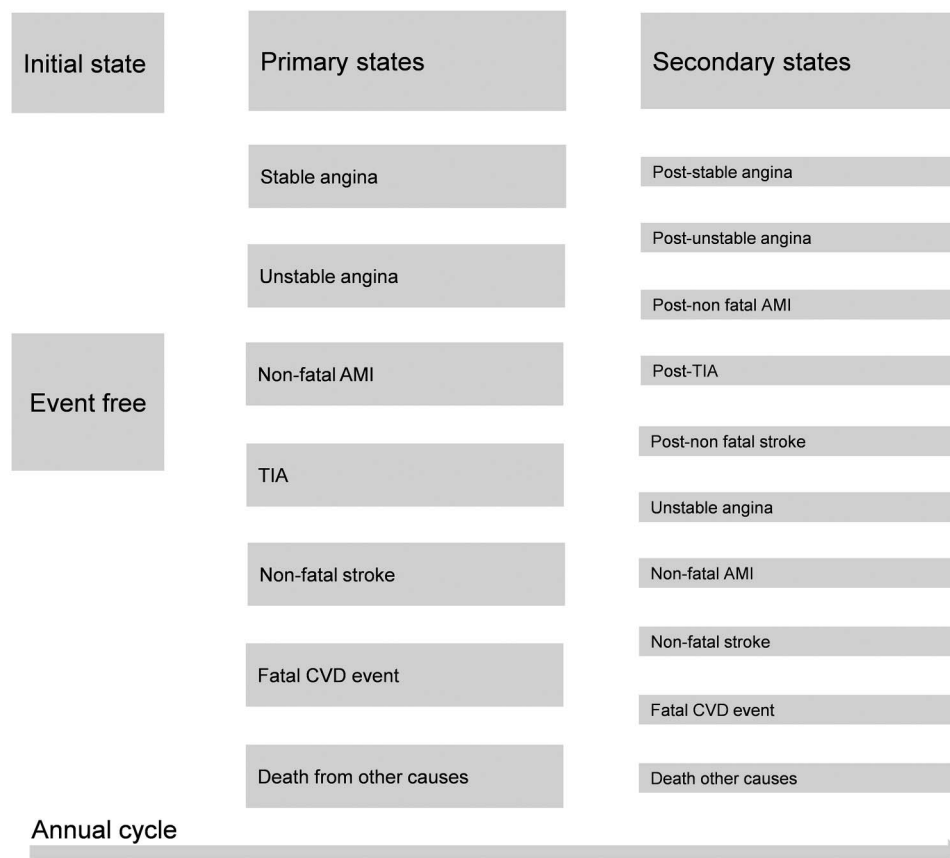 Initial state
Primary states
Secondary states
Event free
Stable angina
Unstable angina
Non-fatal AMI
TIA
Non-fatal stroke
Fatal CVD event
Death from other causes
Post-stable angina
Post-unstable angina
Post-non fatal AMI
Post-TIA
Post-non fatal stroke
Unstable angina
Non-fatal AMI
Non-fatal stroke
Fatal CVD event
Death other causes
Annual cycle